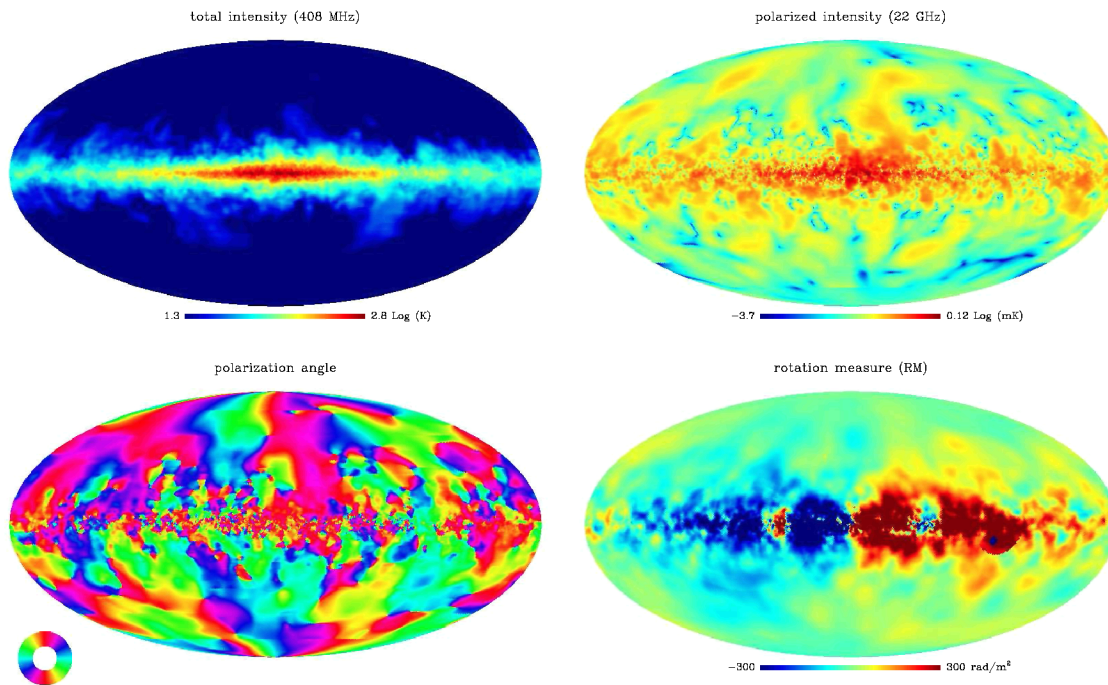 total intensity (408 MHz)
polarized intensity (22 GHz)
1.3 2.8 Log (K)
−3.7 0.12 Log (mK)
polarization angle
rotation measure (RM)
−300 300 rad/m²